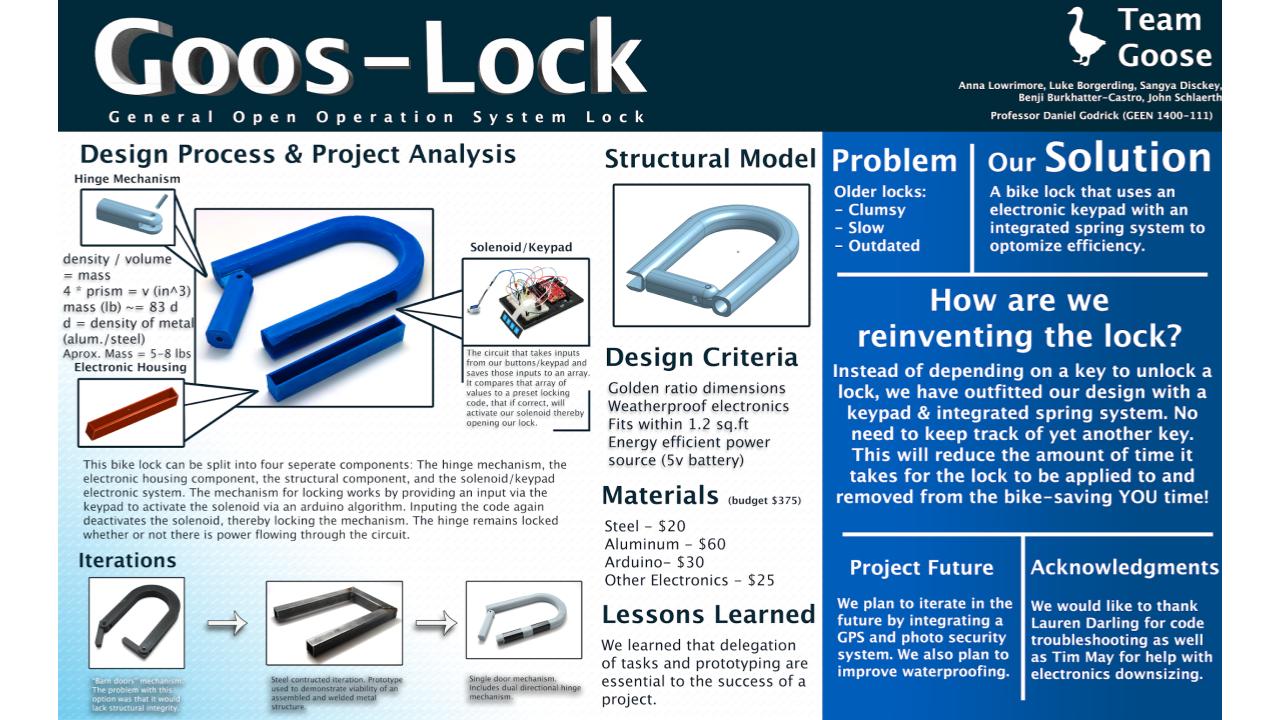 Goos-Lock
General Open Operation System Lock
Team
Goose
Anna Lowrimore, Luke Borgerding, Sangya Disckey,
Benji Burkhatter-Castro, John Schlaerth
Professor Daniel Godrick (GEEN 1400-111)
Design Process & Project Analysis
Hinge Mechanism
density / volume
= mass
4 * prism = v (in^3)
mass (lb) ~= 83 d
d = density of metal
(alum./steel)
Aprox. Mass = 5-8 lbs
Electronic Housing
Solenoid/Keypad
The circuit that takes inputs
from our buttons/keypad and
saves those inputs to an array.
It compares that array of
values to a preset locking
code, that if correct, will
activate our solenoid thereby
opening our lock.
This bike lock can be split into four seperate components: The hinge mechanism, the
electronic housing component, the structural component, and the solenoid/keypad
electronic system. The mechanism for locking works by providing an input via the
keypad to activate the solenoid via an arduino algorithm. Inputing the code again
deactivates the solenoid, thereby locking the mechanism. The hinge remains locked
whether or not there is power flowing through the circuit.
Iterations
"Barn doors" mechanism.
The problem with this
option was that it would
lack structural integrity.
Steel contructed iteration. Prototype
used to demonstrate viability of an
assembled and welded metal
structure.
Single door mechanism.
Includes dual directional hinge
mechanism.
Structural Model
Design Criteria
Golden ratio dimensions
Weatherproof electronics
Fits within 1.2 sq.ft
Energy efficient power
source (5v battery)
Materials (budget $375)
Steel - $20
Aluminum - $60
Arduino- $30
Other Electronics - $25
Lessons Learned
We learned that delegation
of tasks and prototyping are
essential to the success of a
project.
Problem
Older locks:
- Clumsy
- Slow
- Outdated
Our Solution
A bike lock that uses an
electronic keypad with an
integrated spring system to
optomize efficiency.
How are we
reinventing the lock?
Instead of depending on a key to unlock a
lock, we have outfitted our design with a
keypad & integrated spring system. No
need to keep track of yet another key.
This will reduce the amount of time it
takes for the lock to be applied to and
removed from the bike-saving YOU time!
Project Future
We plan to iterate in the
future by integrating a
GPS and photo security
system. We also plan to
improve waterproofing.
Acknowledgments
We would like to thank
Lauren Darling for code
troubleshooting as well
as Tim May for help with
electronics downsizing.